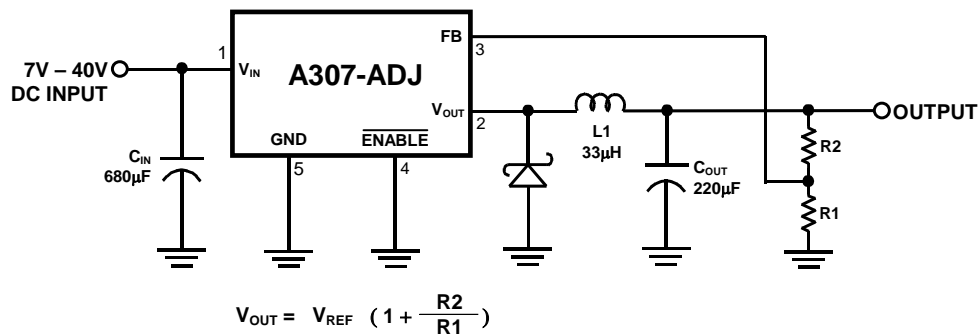 FB
3
1
7V – 40V
DC INPUT
VIN
A307-ADJ
VOUT
2
OUTPUT
L1
33μH
GND
ENABLE
5
4
CIN
680μF
COUT
220μF
R2
R1
VOUT = VREF (1 + R2/R1)